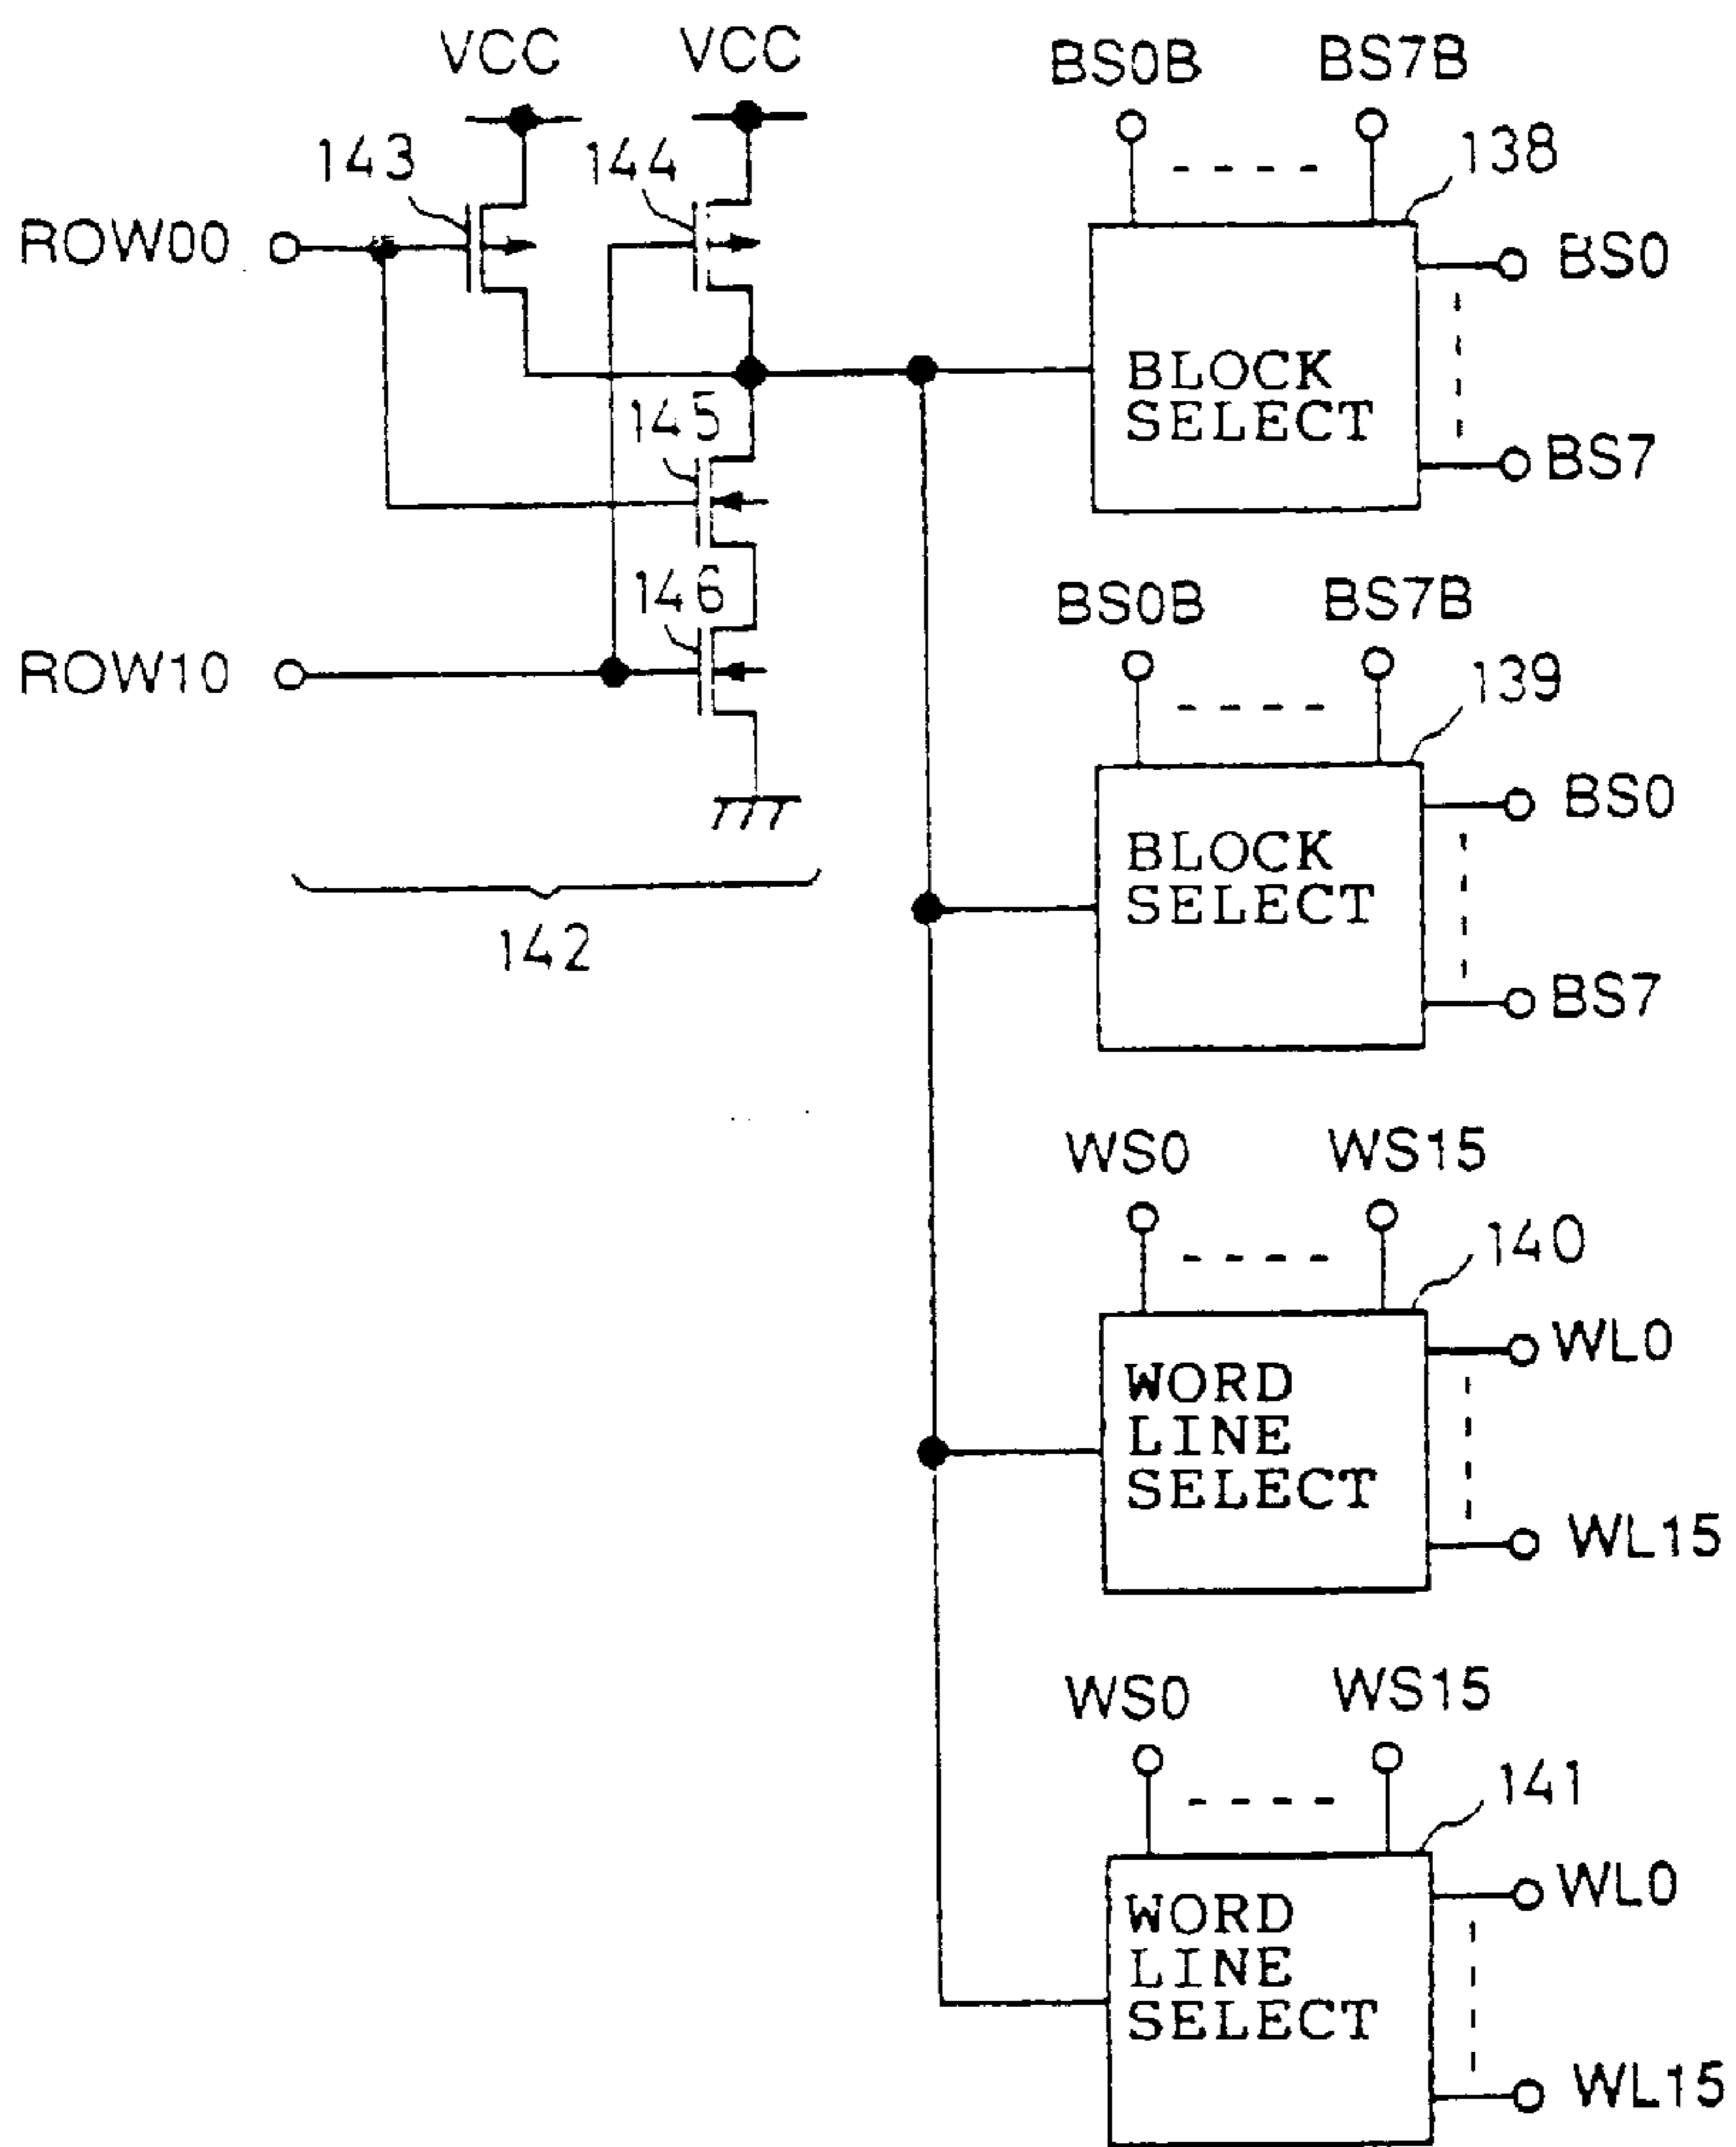 VCC
VCC
143
144
ROW00
145
146
ROW10
142
BS0B
BS7B
138
BS0
BLOCK
SELECT
BS7
BS0B
BS7B
139
BS0
BLOCK
SELECT
BS7
WS0
WS15
140
WL0
WORD
LINE
SELECT
WL15
WS0
WS15
141
WL0
WORD
LINE
SELECT
WL15